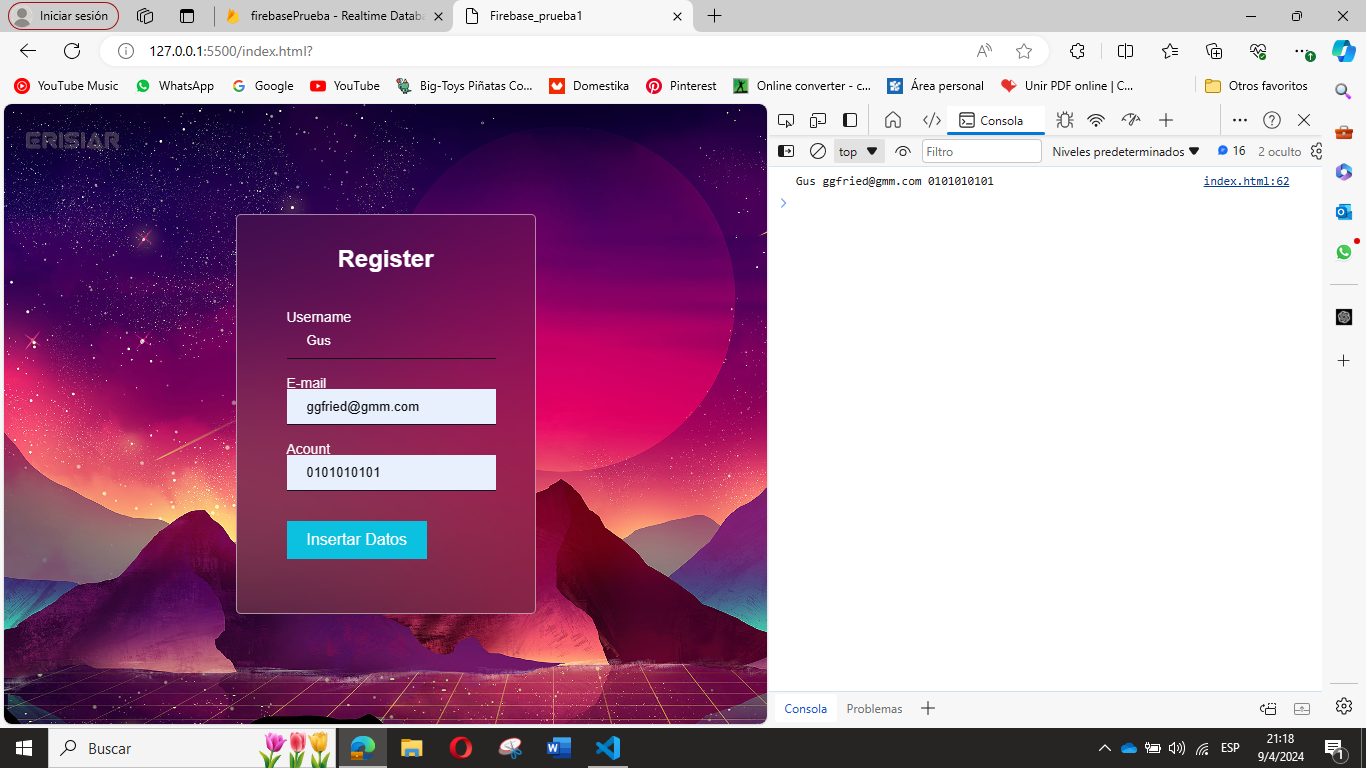 Iniciar sesión
firebasePrueba - Realtime Databa
Firebase_prueba1
127.0.0.1:5500/index.html?
YouTube Music
WhatsApp
Google
YouTube
Big-Toys Piñatas Co...
Domestika
Pinterest
Online converter - c...
Área personal
Unir PDF online | C...
Otros favoritos
ERISIAR
Consola
top
Filtro
Niveles predeterminados
16
2 oculto
Gus ggfried@gmm.com 0101010101
index.html:62
Register
Username
Gus
E-mail
ggfried@gmm.com
Acount
0101010101
Insertar Datos
Consola
Problemas
Buscar
ESP
21:18
9/4/2024
1